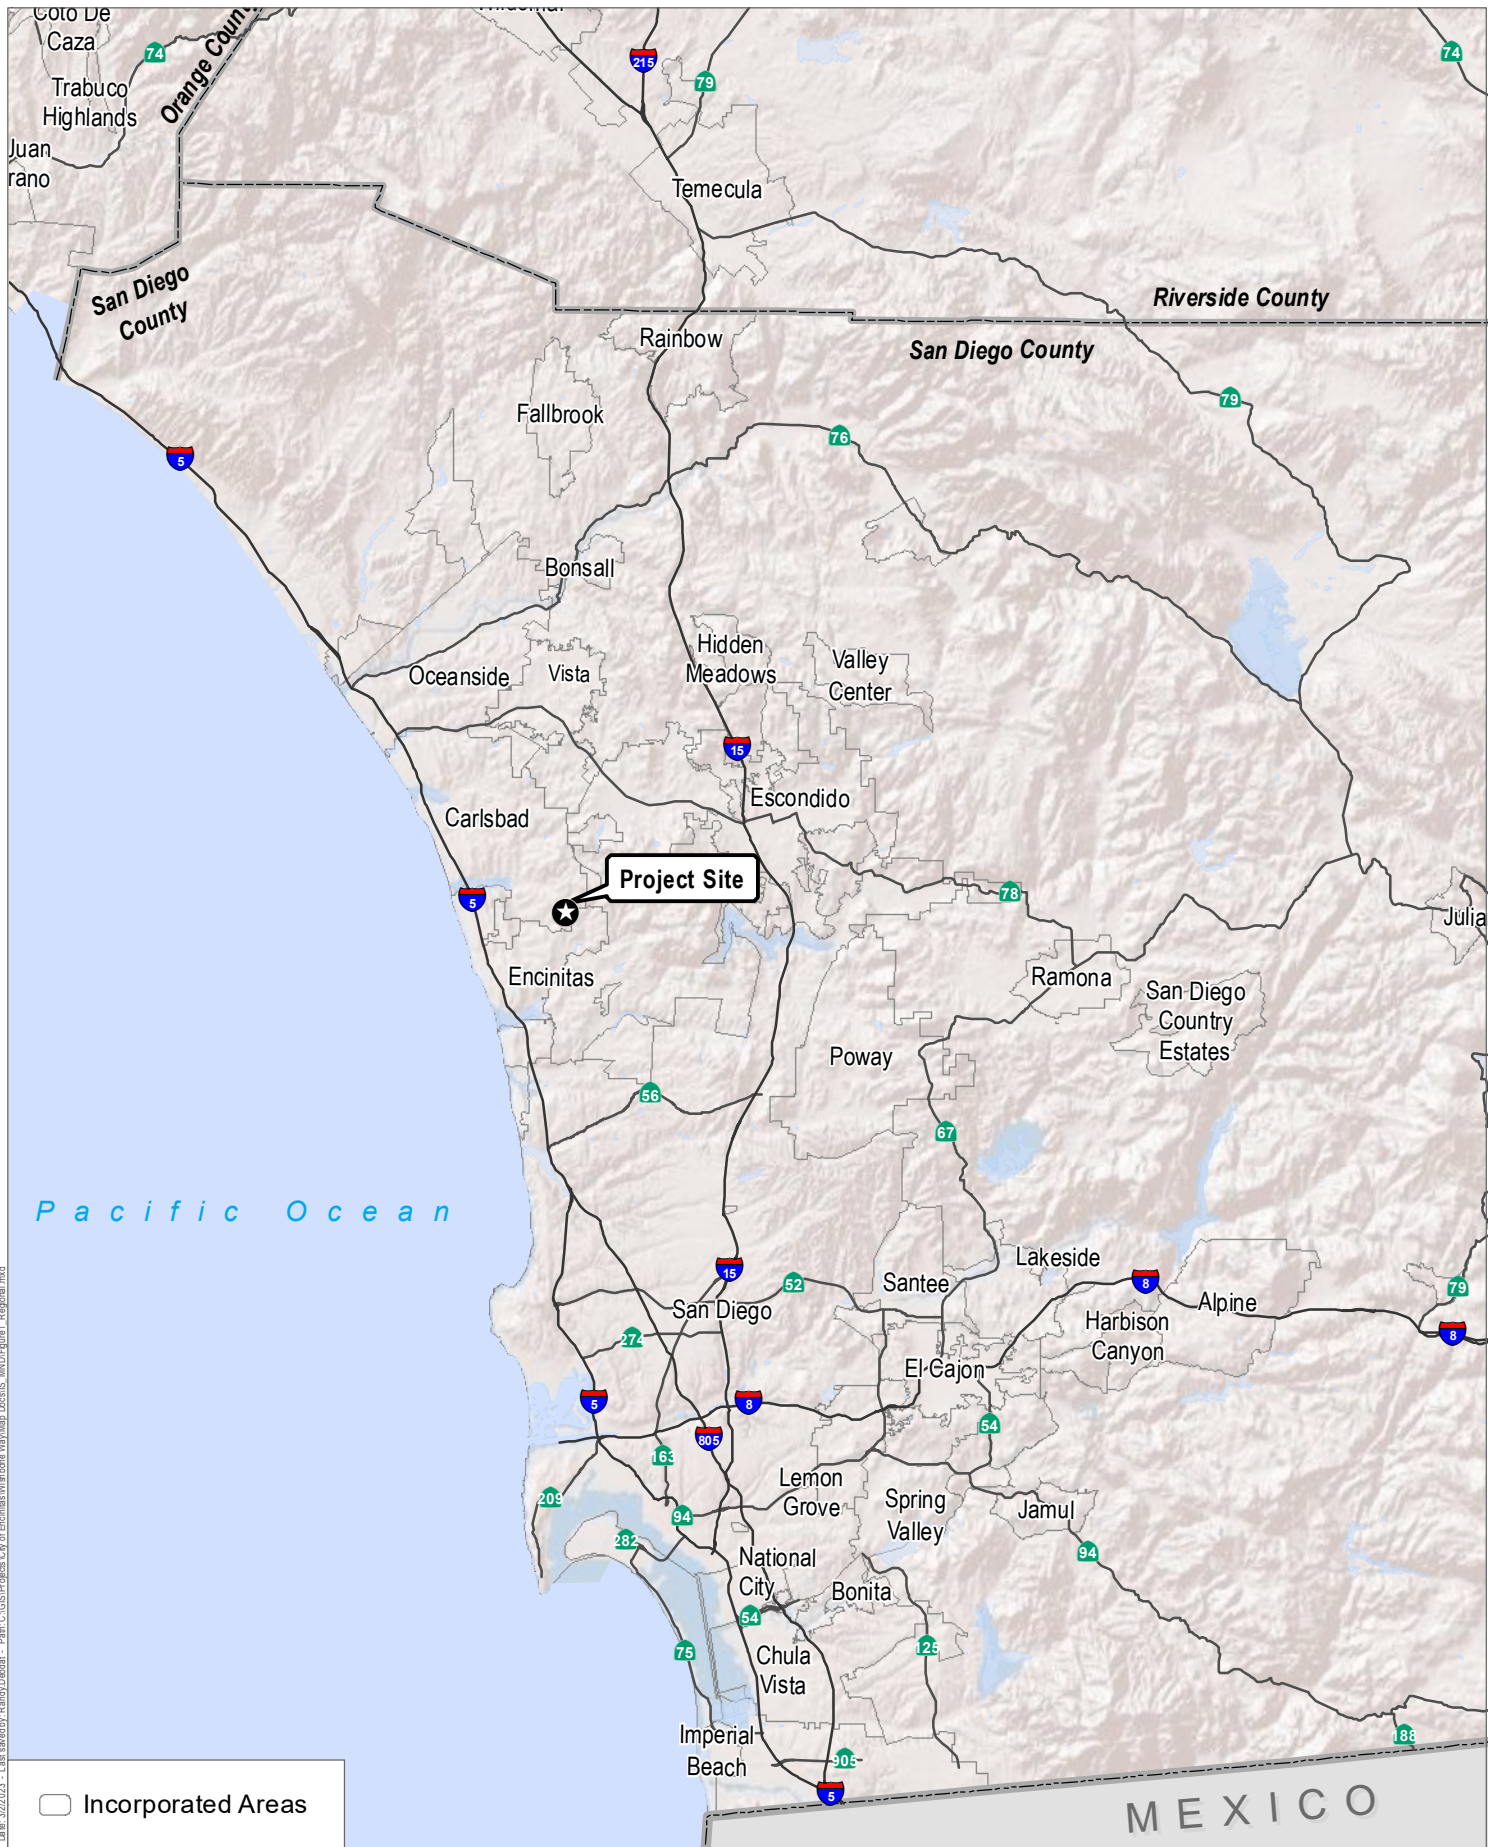 Coto De
Caza
74
Orange Coun
215
79
74
Trabuco
Highlands
Juan
rano
Temecula
San Diego
County
Riverside County
San Diego County
Rainbow
79
Fallbrook
76
5
Bonsall
Hidden
Meadows
Valley
Center
Oceanside
Vista
15
Escondido
Carlsbad
Project Site
78
5
Julia
Encinitas
Ramona
San Diego
Country
Estates
Poway
56
67
Pacific Ocean
Lakeside
15
52
Santee
8
79
Alpine
San Diego
Harbison
Canyon
8
274
El Cajon
5
8
54
805
163
Lemon
Grove
209
Spring
Valley
Jamul
94
282
94
National
City
Bonita
54
125
75
Chula
Vista
Imperial
Beach
188
905
5
MEXICO
Incorporated Areas